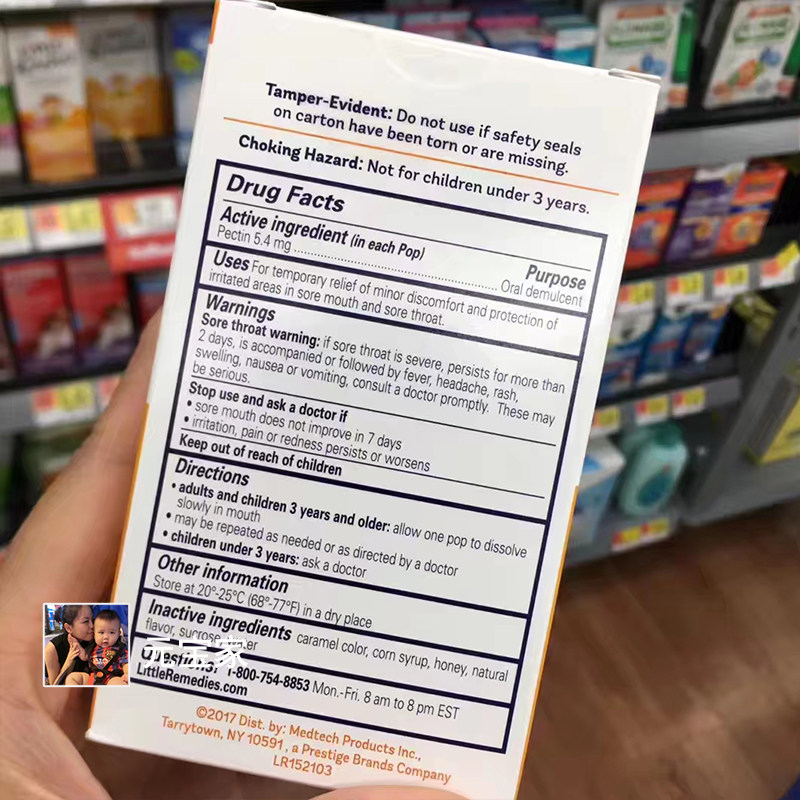 Tamper-Evident: Do not use if safety seals
on carton have been torn or are missing.
Choking Hazard: Not for children under 3 years.
Drug Facts
Active ingredient (in each Pop)
Purpose
Pectin 5.4 mg ........................................................ Oral demulcent
Uses For temporary relief of minor discomfort and protection of
irritated areas in sore mouth and sore throat.
Warnings
Sore throat warning: if sore throat is severe, persists for more than
2 days, is accompanied or followed by fever, headache, rash,
swelling, nausea or vomiting, consult a doctor promptly. These may
be serious.
Stop use and ask a doctor if
• sore mouth does not improve in 7 days
• irritation, pain or redness persists or worsens
Keep out of reach of children
Directions
• adults and children 3 years and older: allow one pop to dissolve
slowly in mouth
• may be repeated as needed or as directed by a doctor
• children under 3 years: ask a doctor
Other information
Store at 20°-25°C (68°-77°F) in a dry place
Inactive ingredients caramel color, corn syrup, honey, natural
flavor, sucrose,
元宝家
Questions? 1-800-754-8853 Mon.-Fri. 8 am to 8 pm EST
LittleRemedies.com
©2017 Dist. by: Medtech Products Inc.,
Tarrytown, NY 10591, a Prestige Brands Company
LR152103